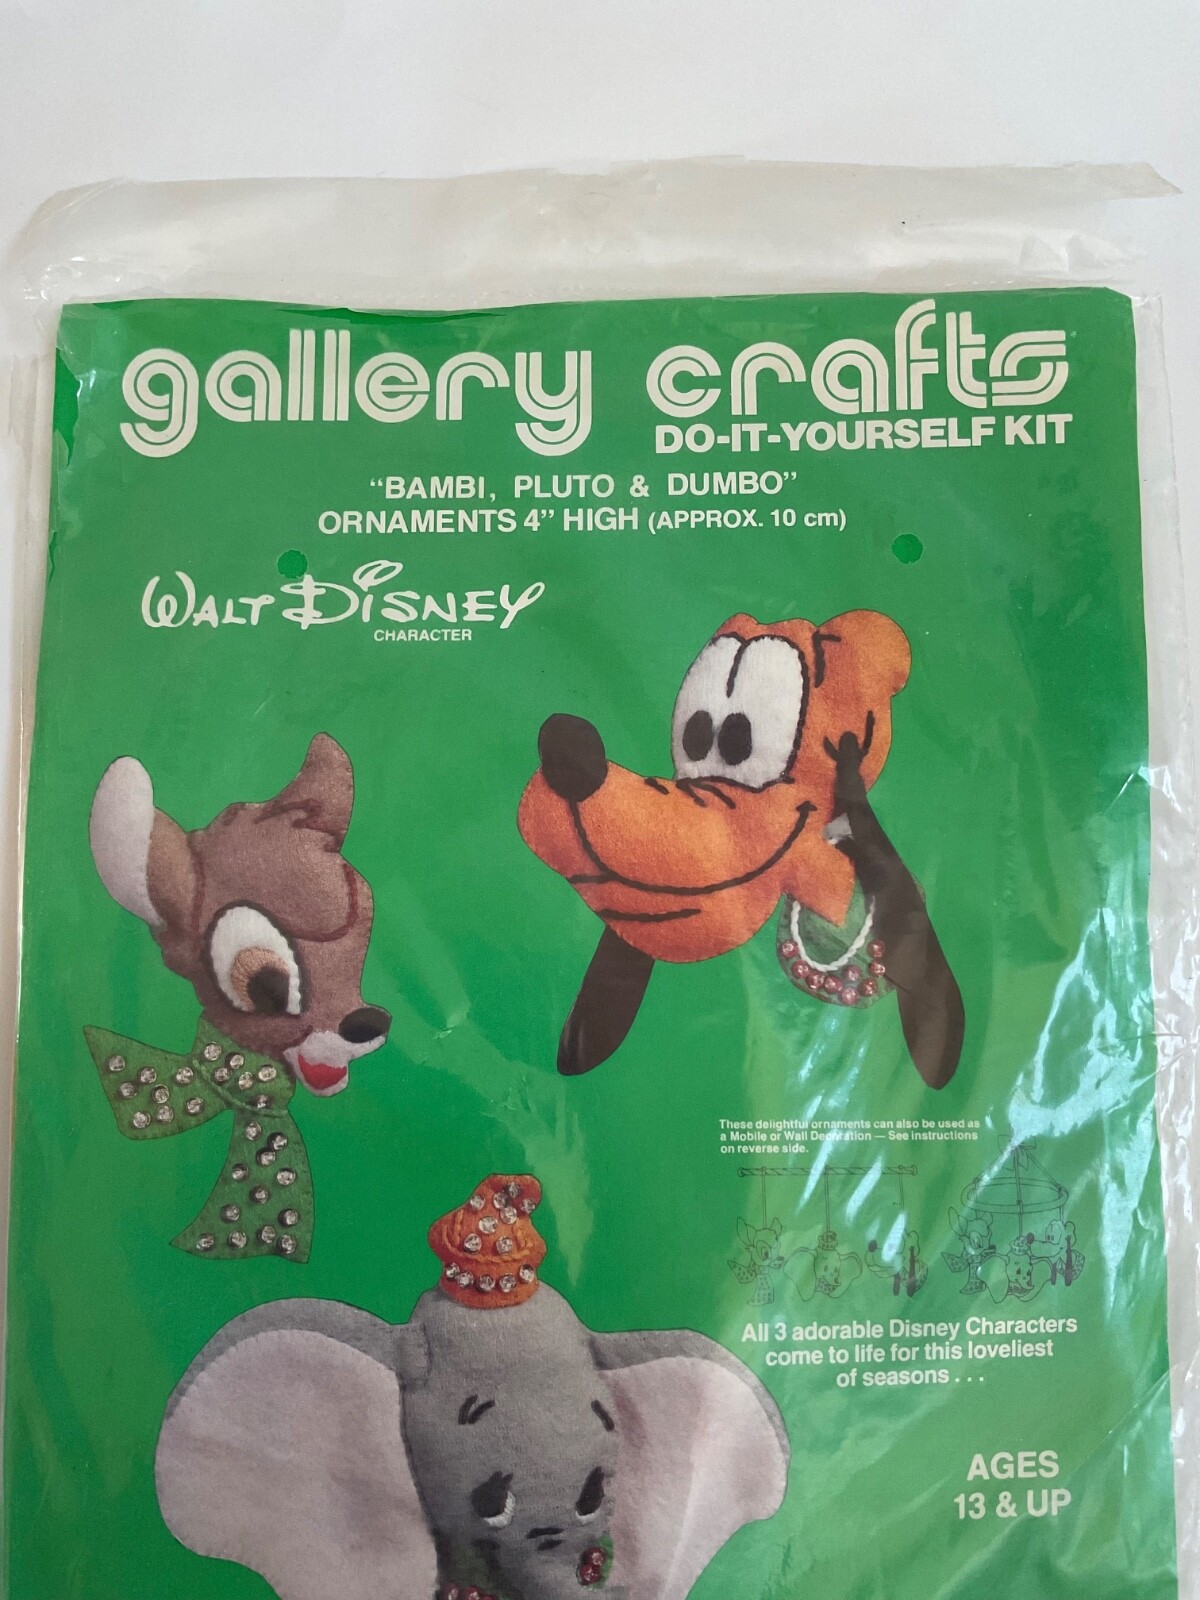 gallery crafts
DO-IT-YOURSELF KIT
“BAMBI, PLUTO & DUMBO”
ORNAMENTS 4” HIGH (APPROX. 10 cm)
WALT DISNEY
CHARACTER
These delightful ornaments can also be used as
a Mobile or Wall Decoration — See instructions
on reverse side.
All 3 adorable Disney Characters
come to life for this loveliest
of seasons . . .
AGES
13 & UP